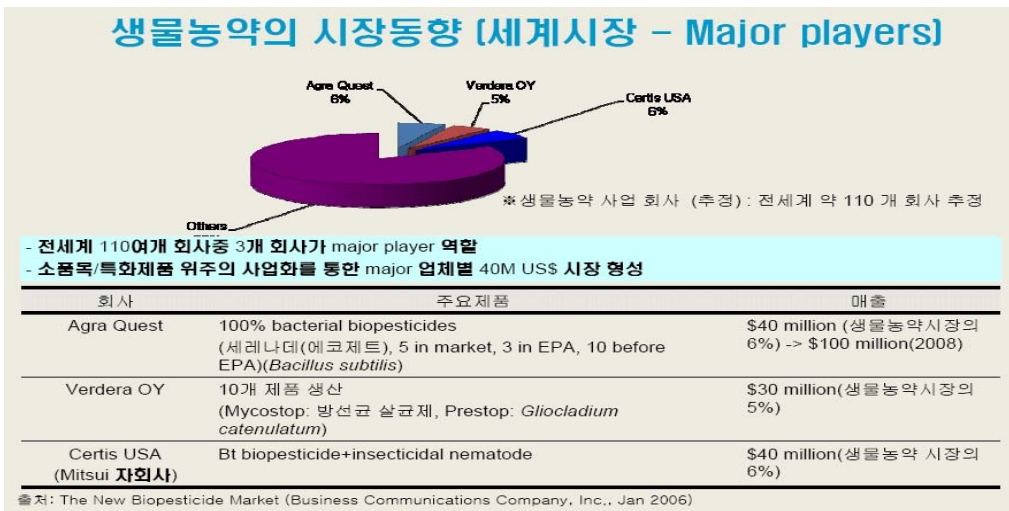 생물농약의 시장동향 (세계시장 – Major players)
Agra Quest
6%
Verdera OY
5%
Certis USA
6%
Others
※생물농약 사업 회사 (추정) : 전세계 약 110 개 회사 추정
- 전세계 110여개 회사중 3개 회사가 major player 역할
- 소품목/특화제품 위주의 사업화를 통한 major 업체별 40M US$ 시장 형성
회사 주요제품 매출
Agra Quest 100% bacterial biopesticides $40 million (생물농약시장의
(세레나데(에코제트), 5 in market, 3 in EPA, 10 before 6%) -> $100 million(2008)
EPA)(Bacillus subtilis)
Verdera OY 10개 제품 생산 $30 million(생물농약시장의
(Mycostop: 방선균 살균제, Prestop: Gliocladium 5%)
catenulatum)
Certis USA Bt biopesticide+insecticidal nematode $40 million(생물농약 시장의
(Mitsui 자회사) 6%)
출처: The New Biopesticide Market (Business Communications Company, Inc., Jan 2006)